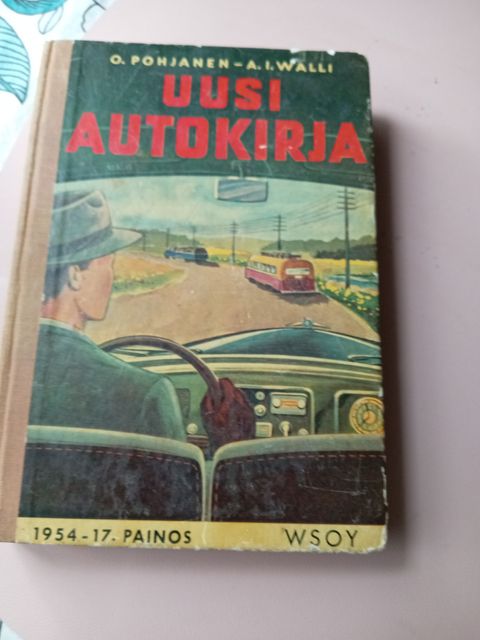 O. POHJANEN - A.I. WALLI
UUSI
AUTOKIRJA
1954 - 17. PAINOS WSOY